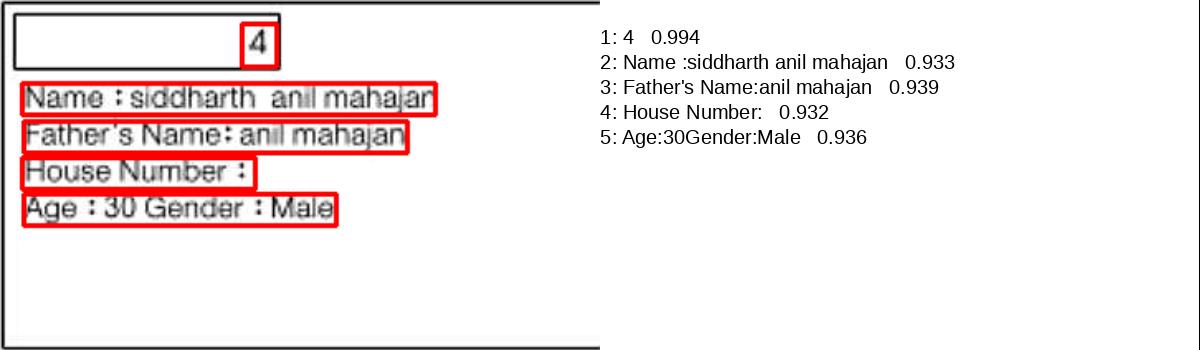 4
Name : siddharth anil mahajan
Father's Name: anil mahajan
House Number :
Age : 30 Gender : Male
1: 4 0.994
2: Name :siddharth anil mahajan 0.933
3: Father's Name:anil mahajan 0.939
4: House Number: 0.932
5: Age:30Gender:Male 0.936